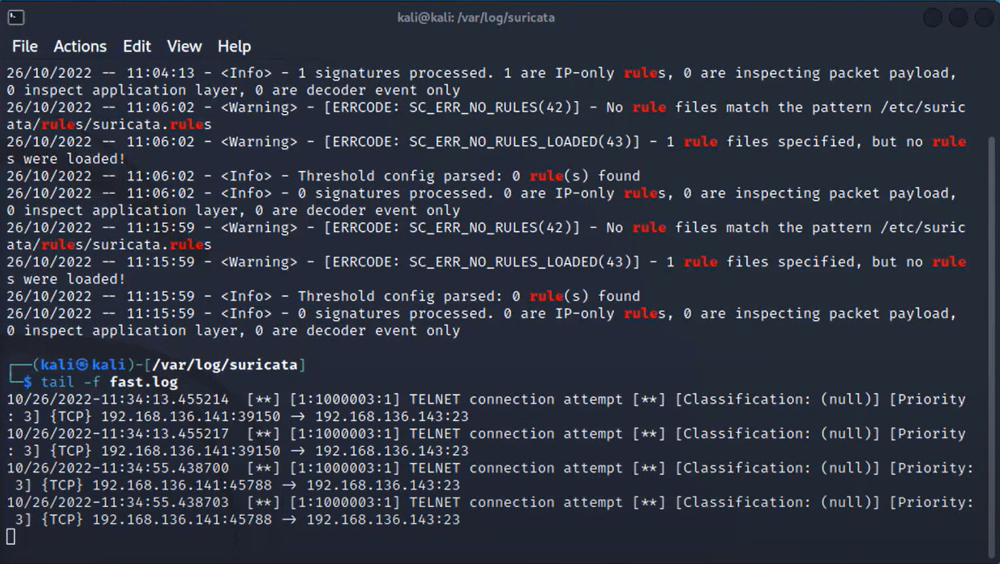 kali@kali: /var/log/suricata
File Actions Edit View Help
26/10/2022 -- 11:04:13 - <Info> - 1 signatures processed. 1 are IP-only rules, 0 are inspecting packet payload,
0 inspect application layer, 0 are decoder event only
26/10/2022 -- 11:06:02 - <Warning> - [ERRCODE: SC_ERR_NO_RULES(42)] - No rule files match the pattern /etc/suric
ata/rules/suricata.rules
26/10/2022 -- 11:06:02 - <Warning> - [ERRCODE: SC_ERR_NO_RULES_LOADED(43)] - 1 rule files specified, but no rule
s were loaded!
26/10/2022 -- 11:06:02 - <Info> - Threshold config parsed: 0 rule(s) found
26/10/2022 -- 11:06:02 - <Info> - 0 signatures processed. 0 are IP-only rules, 0 are inspecting packet payload,
0 inspect application layer, 0 are decoder event only
26/10/2022 -- 11:15:59 - <Warning> - [ERRCODE: SC_ERR_NO_RULES(42)] - No rule files match the pattern /etc/suric
ata/rules/suricata.rules
26/10/2022 -- 11:15:59 - <Warning> - [ERRCODE: SC_ERR_NO_RULES_LOADED(43)] - 1 rule files specified, but no rule
s were loaded!
26/10/2022 -- 11:15:59 - <Info> - Threshold config parsed: 0 rule(s) found
26/10/2022 -- 11:15:59 - <Info> - 0 signatures processed. 0 are IP-only rules, 0 are inspecting packet payload,
0 inspect application layer, 0 are decoder event only
┌──(kali㉿kali)-[/var/log/suricata]
└─$ tail -f fast.log
10/26/2022-11:34:13.455214  [**] [1:1000003:1] TELNET connection attempt [**] [Classification: (null)] [Priority
: 3] {TCP} 192.168.136.141:39150 → 192.168.136.143:23
10/26/2022-11:34:13.455217  [**] [1:1000003:1] TELNET connection attempt [**] [Classification: (null)] [Priority
: 3] {TCP} 192.168.136.141:39150 → 192.168.136.143:23
10/26/2022-11:34:55.438700  [**] [1:1000003:1] TELNET connection attempt [**] [Classification: (null)] [Priority:
 3] {TCP} 192.168.136.141:45788 → 192.168.136.143:23
10/26/2022-11:34:55.438703  [**] [1:1000003:1] TELNET connection attempt [**] [Classification: (null)] [Priority:
 3] {TCP} 192.168.136.141:45788 → 192.168.136.143:23